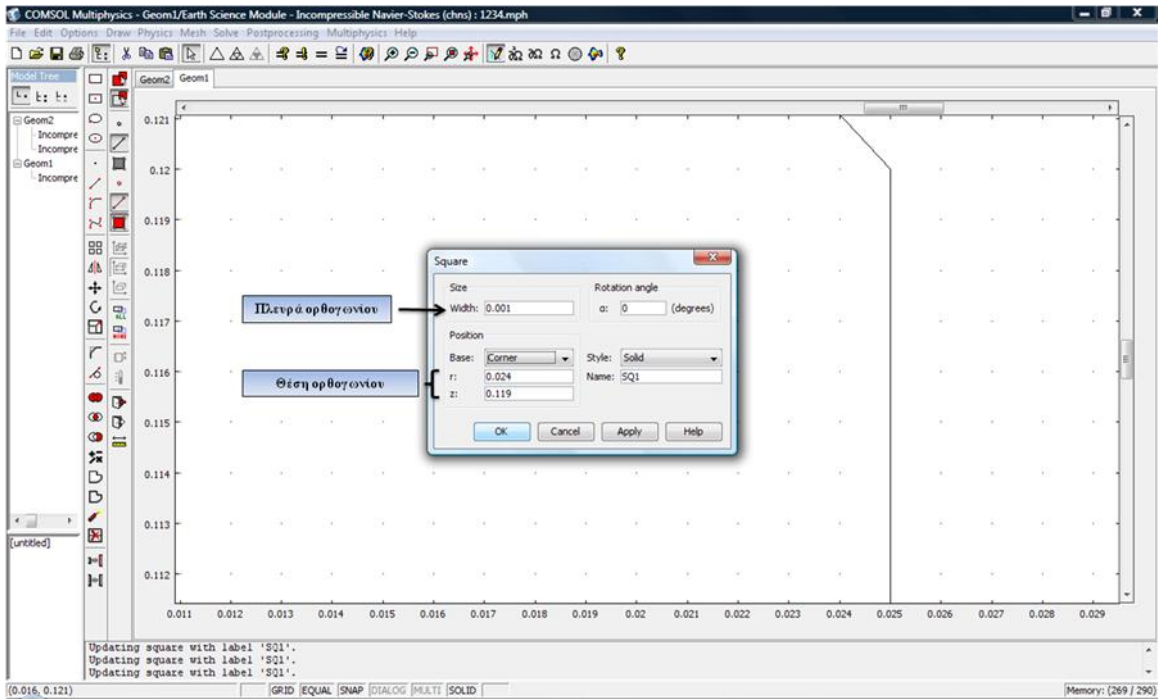 COMSOL Multiphysics - Geom1/Earth Science Module - Incompressible Navier-Stokes (chns) : 1234.mph
File Edit Options Draw Physics Mesh Solve Postprocessing Multiphysics Help
Model Tree
Geom2
Incompre
Incompre
Geom1
Incompre
[untitled]
Geom2 Geom1
0.121
0.12
0.119
0.118
0.117
0.116
0.115
0.114
0.113
0.112
0.011 0.012 0.013 0.014 0.015 0.016 0.017 0.018 0.019 0.02 0.021 0.022 0.023 0.024 0.025 0.026 0.027 0.028 0.029
Πλευρά ορθογωνίου
Θέση ορθογωνίου
Square
Size
Width: 0.001
Rotation angle
α: 0 (degrees)
Position
Base: Corner
r: 0.024
z: 0.119
Style: Solid
Name: SQ1
OK Cancel Apply Help
Updating square with label 'SQ1'.
Updating square with label 'SQ1'.
Updating square with label 'SQ1'.
(0.016, 0.121) GRID EQUAL SNAP DIALOG MULTI SOLID Memory: (269 / 290)